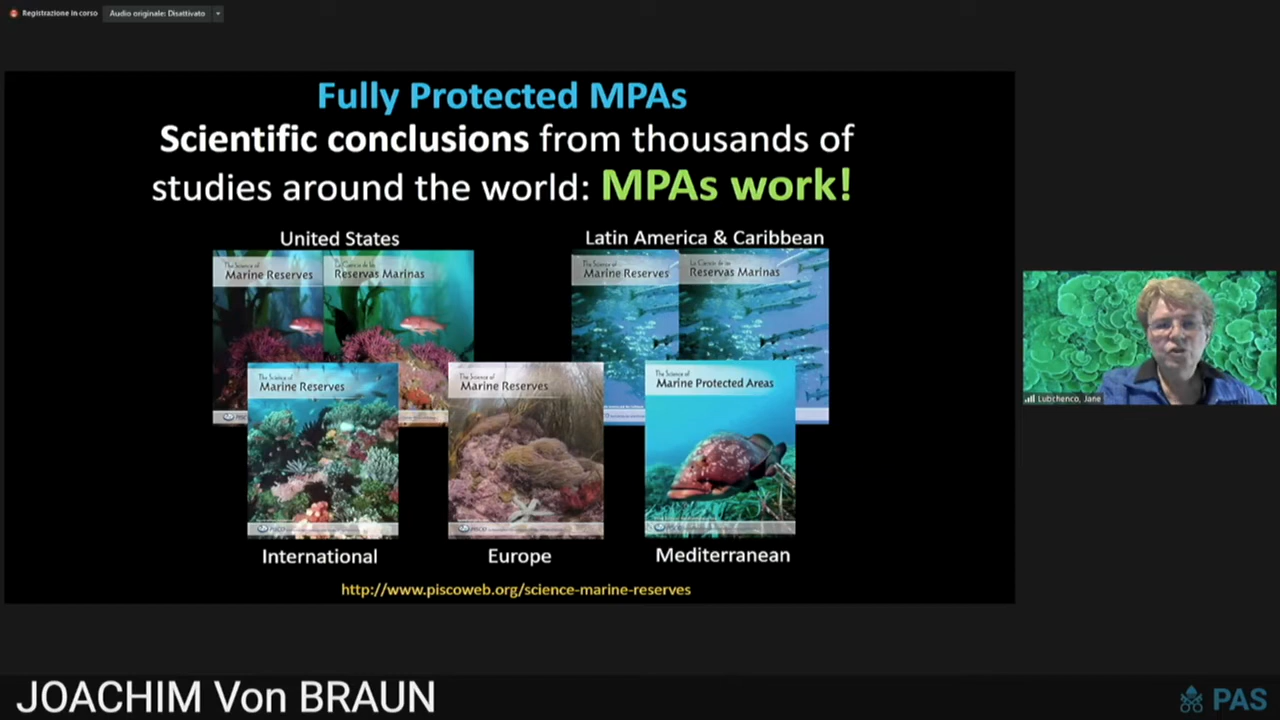 Registrazione in corso
Audio originale: Disattivato
Fully Protected MPAs
Scientific conclusions from thousands of
studies around the world: MPAs work!
United States
Latin America & Caribbean
The Science of
Marine Reserves
La Ciencia de las
Reservas Marinas
The Science of
Marine Reserves
La Ciencia de las
Reservas Marinas
The Science of
Marine Reserves
The Science of
Marine Reserves
The Science of
Marine Protected Areas
PISCO
PISCO
PISCO
International
Europe
Mediterranean
http://www.piscoweb.org/science-marine-reserves
Lubchenco, Jane
JOACHIM Von BRAUN
PAS